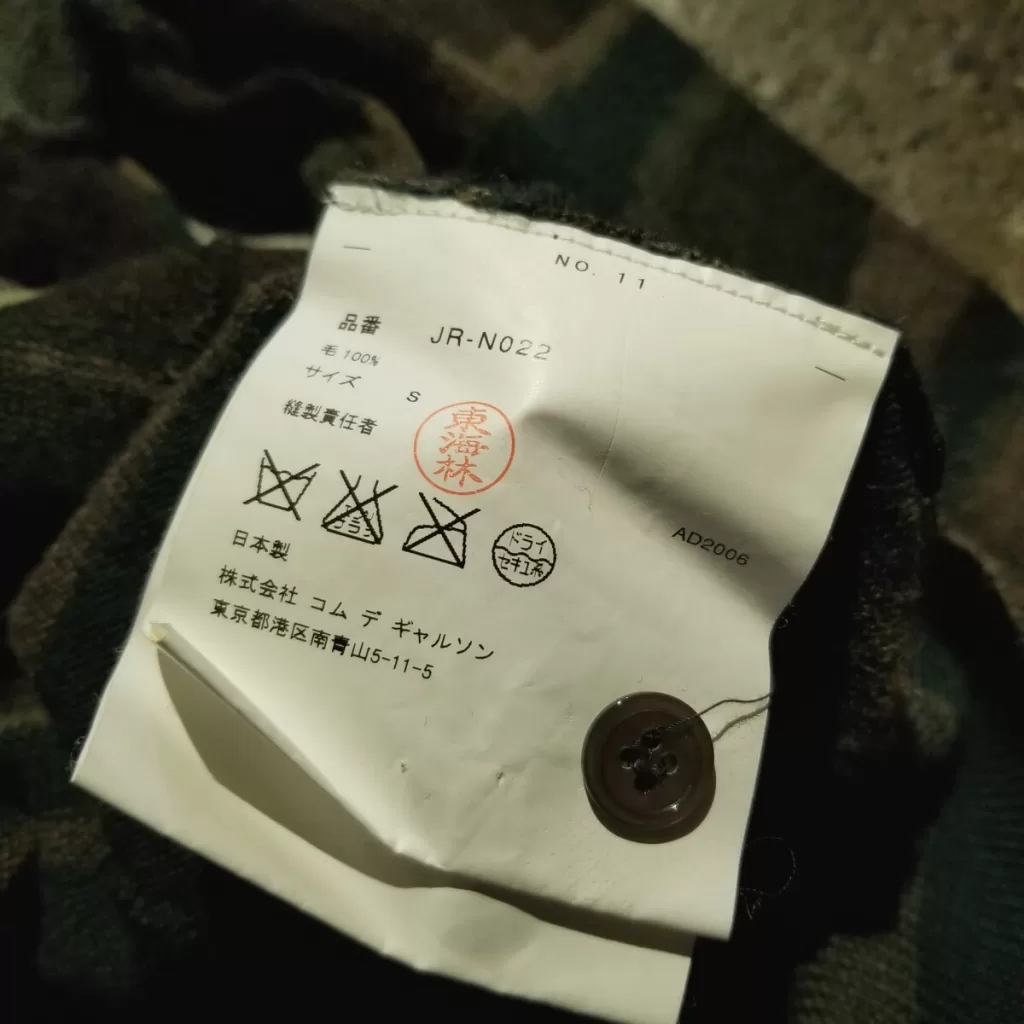 NO. 11
品番 JR-N022
毛 100%
サイズ S
縫製責任者
東海林
ドライ
セキユ系
AD2006
日本製
株式会社 コム デ ギャルソン
東京都港区南青山5-11-5